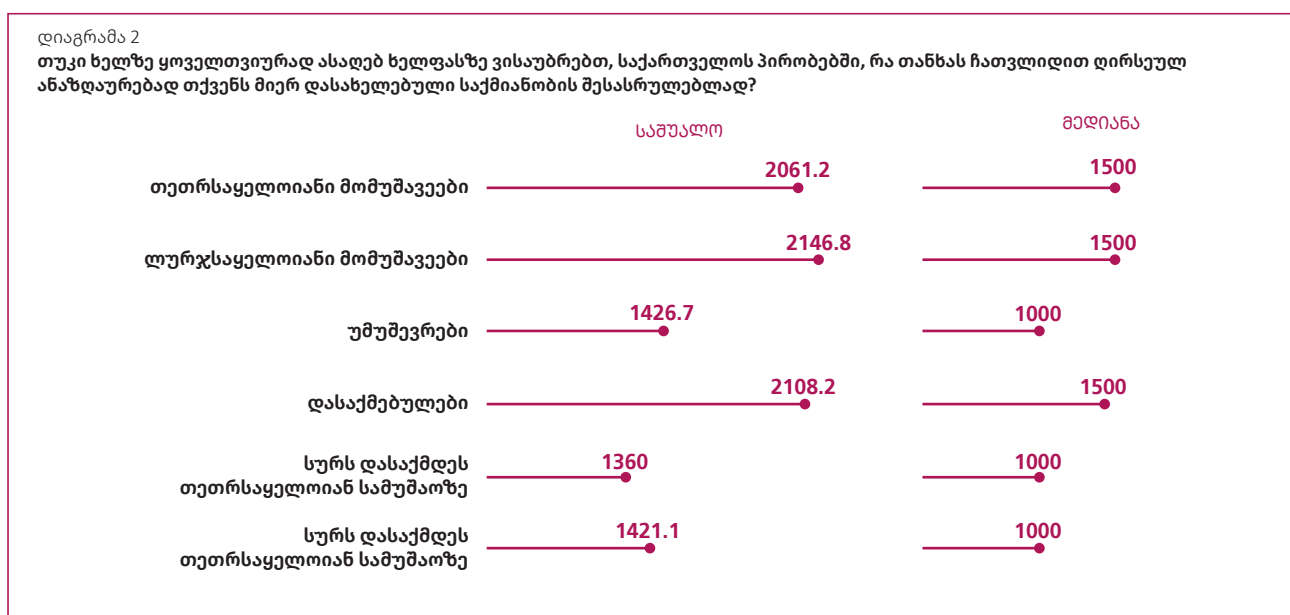 დიაგრამა 2
თუკი ხელზე ყოველთვიურად ასაღებ ხელფასზე ვისაუბრებთ, საქართველოს პირობებში, რა თანხას ჩათვლიდით ღირსეულ
ანაზღაურებად თქვენს მიერ დასახელებული საქმიანობის შესასრულებლად?
საშუალო მედიანა
თეთრსაყელოიანი მომუშავეები 2061.2 1500
ლურჯსაყელოიანი მომუშავეები 2146.8 1500
უმუშევრები 1426.7 1000
დასაქმებულები 2108.2 1500
სურს დასაქმდეს
თეთრსაყელოიან სამუშაოზე 1360 1000
სურს დასაქმდეს
თეთრსაყელოიან სამუშაოზე 1421.1 1000